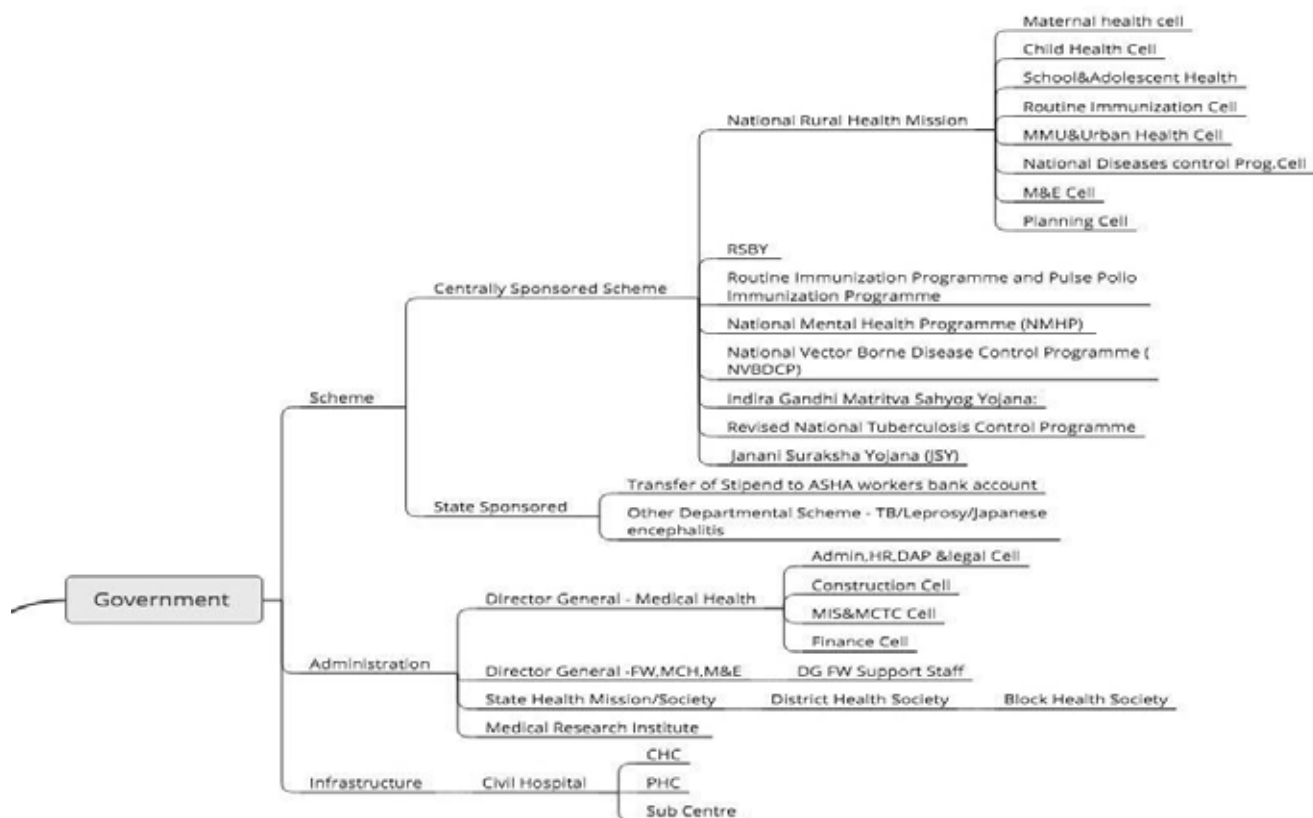 Maternal health cell
Child Health Cell
School&Adolescent Health
Routine Immunization Cell
National Rural Health Mission
MMU&Urban Health Cell
National Diseases control Prog.Cell
M&E Cell
Planning Cell
RSBY
Routine Immunization Programme and Pulse Polio
Immunization Programme
Centrally Sponsored Scheme
National Mental Health Programme (NMHP)
National Vector Borne Disease Control Programme (
NVBDCP)
Scheme
Indira Gandhi Matritva Sahyog Yojana:
Revised National Tuberculosis Control Programme
Janani Suraksha Yojana (JSY)
Transfer of Stipend to ASHA workers bank account
State Sponsored
Other Departmental Scheme - TB/Leprosy/Japanese
encephalitis
Government
Admin,HR,DAP &legal Cell
Construction Cell
Director General - Medical Health
MIS&MCTC Cell
Finance Cell
Administration
Director General -FW,MCH,M&E
DG FW Support Staff
State Health Mission/Society
District Health Society
Block Health Society
Medical Research Institute
CHC
Infrastructure
Civil Hospital
PHC
Sub Centre